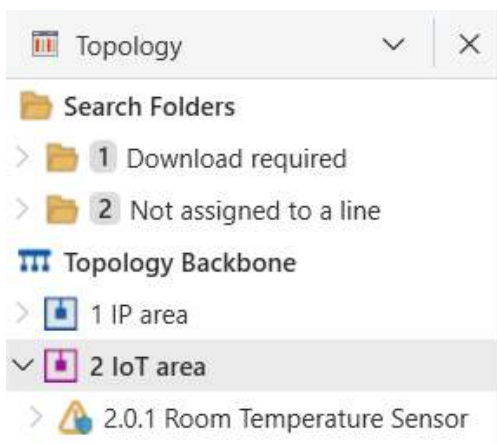 Topology
Search Folders
1 Download required
2 Not assigned to a line
Topology Backbone
1 IP area
2 IoT area
2.0.1 Room Temperature Sensor